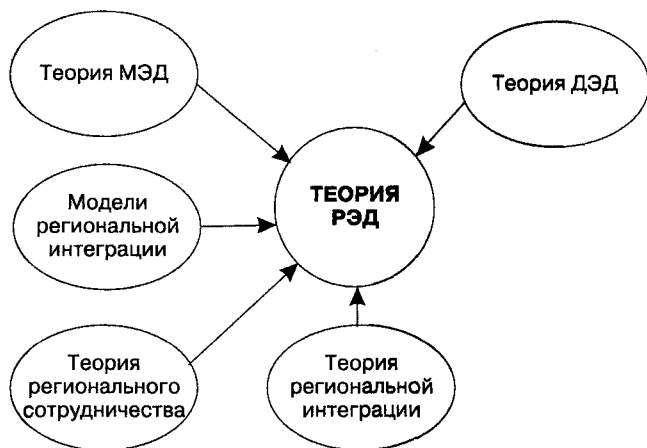 Теория МЭД
Теория ДЭД
ТЕОРИЯ
РЭД
Модели
региональной
интеграции
Теория
регионального
сотрудничества
Теория
региональной
интеграции